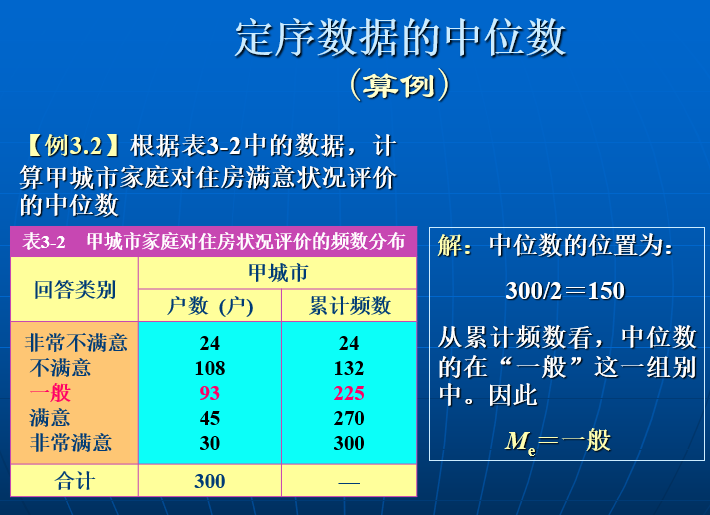 定序数据的中位数
(算例)
【例3.2】根据表3-2中的数据，计
算甲城市家庭对住房满意状况评价
的中位数
表3-2 甲城市家庭对住房状况评价的频数分布
回答类别 甲城市
户数 (户) 累计频数
非常不满意 24 24
不满意 108 132
一般 93 225
满意 45 270
非常满意 30 300
合计 300 —
解：中位数的位置为：
300/2＝150
从累计频数看，中位数
的在“一般”这一组别
中。因此
Me＝一般